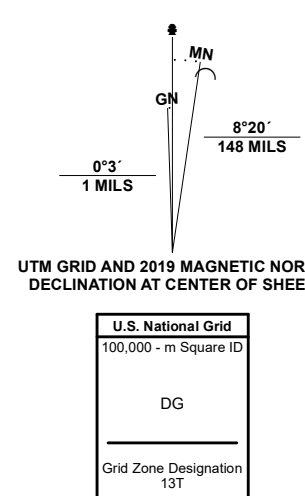 MN
GN
8°20´
148 MILS
0°3´
1 MILS
UTM GRID AND 2019 MAGNETIC NOR
DECLINATION AT CENTER OF SHEE
U.S. National Grid
100,000 - m Square ID
DG
Grid Zone Designation
13T